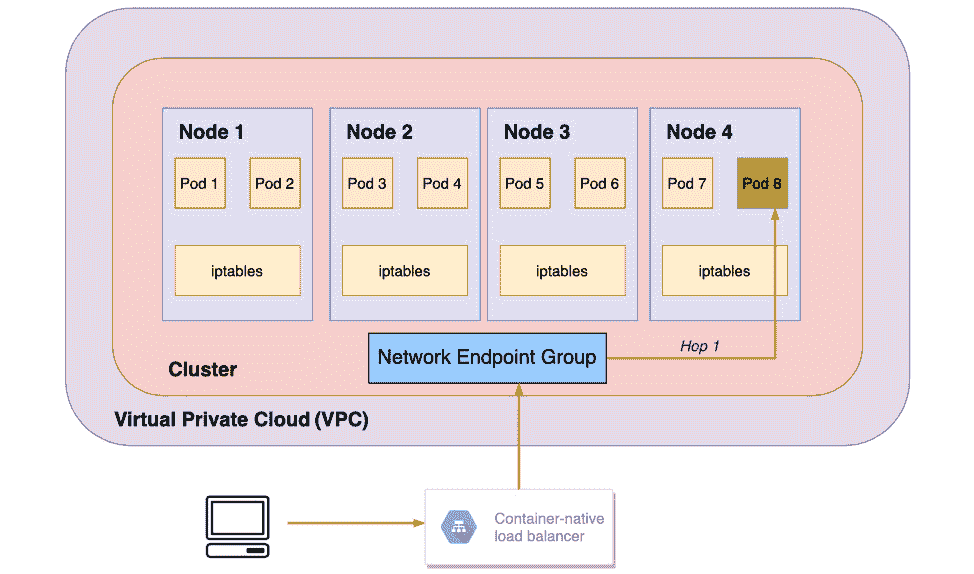 Node 1
Node 2
Node 3
Node 4
Pod 1
Pod 2
Pod 3
Pod 4
Pod 5
Pod 6
Pod 7
Pod 8
iptables
iptables
iptables
iptables
Network Endpoint Group
Hop 1
Cluster
Virtual Private Cloud (VPC)
Container-native
load balancer